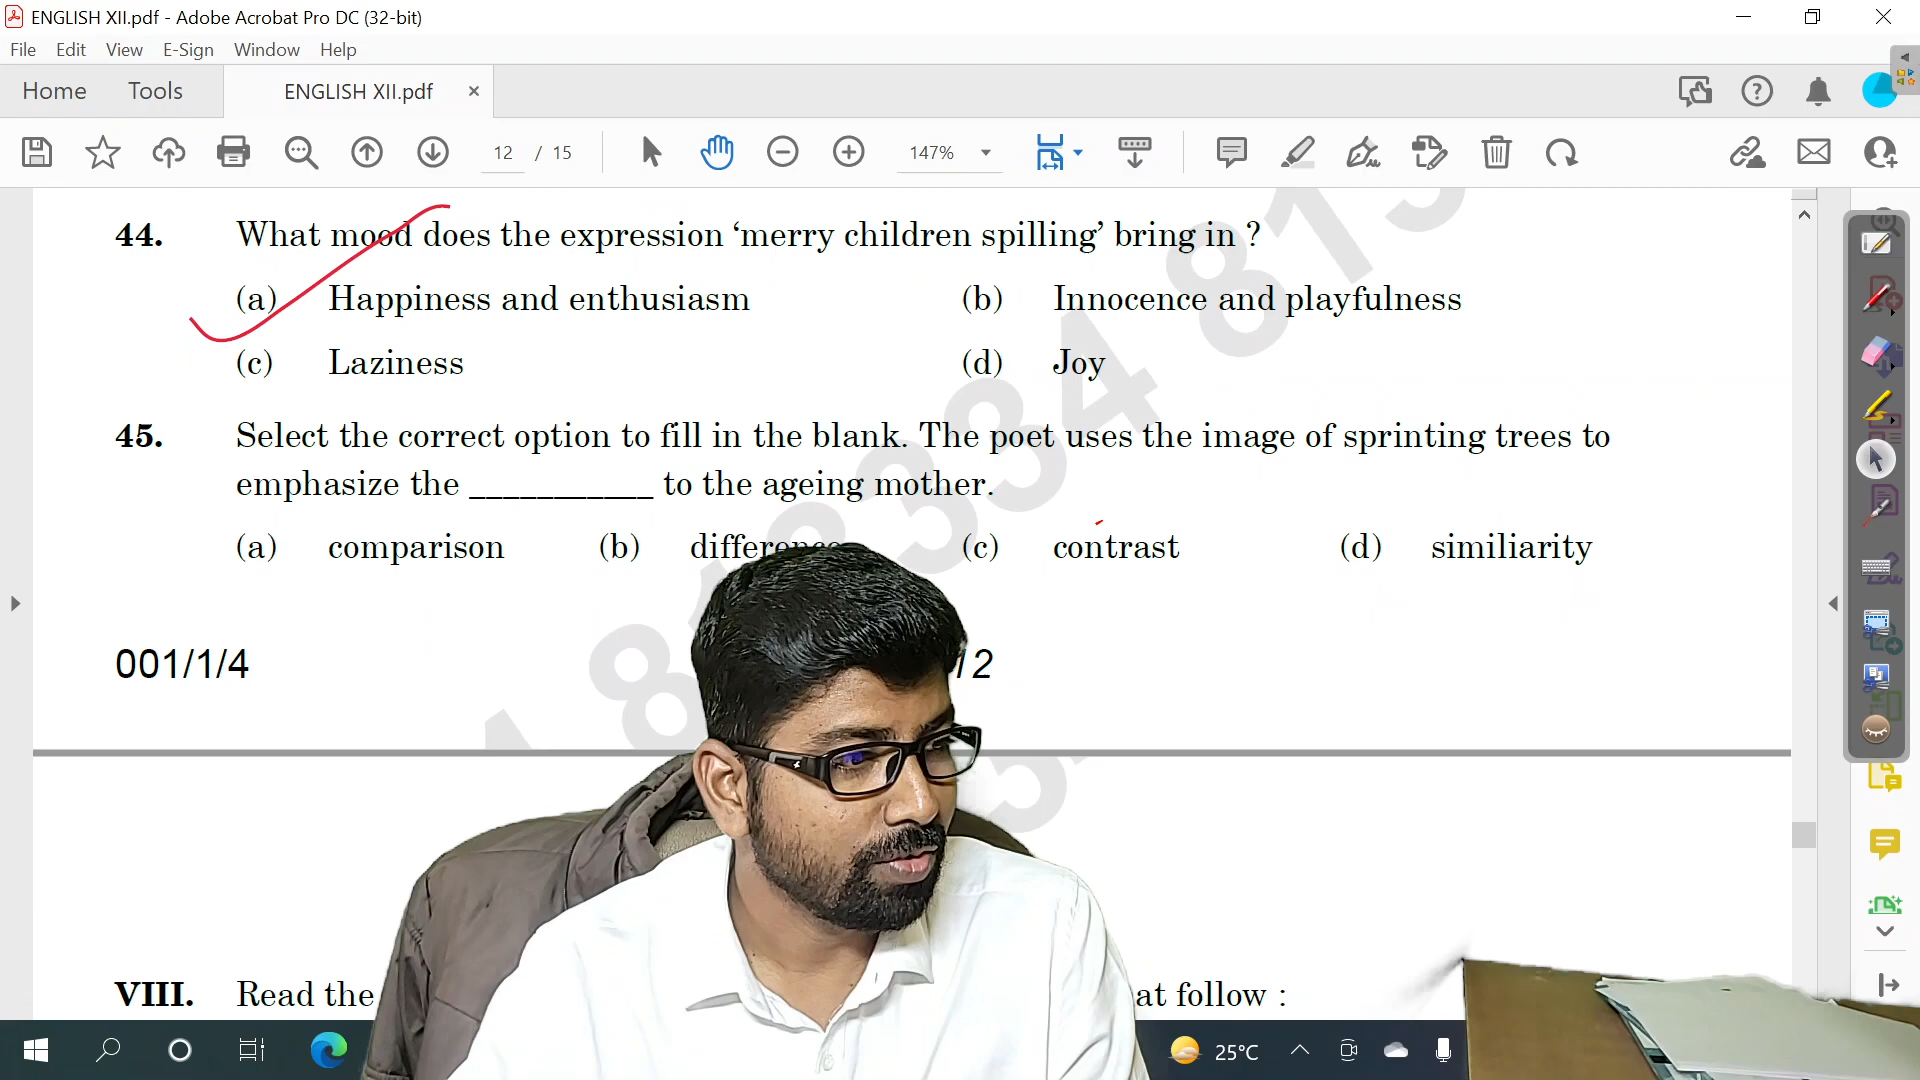 ENGLISH XII.pdf - Adobe Acrobat Pro DC (32-bit)
File Edit View E-Sign Window Help
Home Tools ENGLISH XII.pdf ×
12 / 15 147%
44. What mood does the expression ‘merry children spilling’ bring in ?
(a) Happiness and enthusiasm (b) Innocence and playfulness
(c) Laziness (d) Joy
45. Select the correct option to fill in the blank. The poet uses the image of sprinting trees to
emphasize the ___________ to the ageing mother.
(a) comparison (b) difference (c) contrast (d) similiarity
001/1/4 /2
VIII. Read the at follow :
25°C